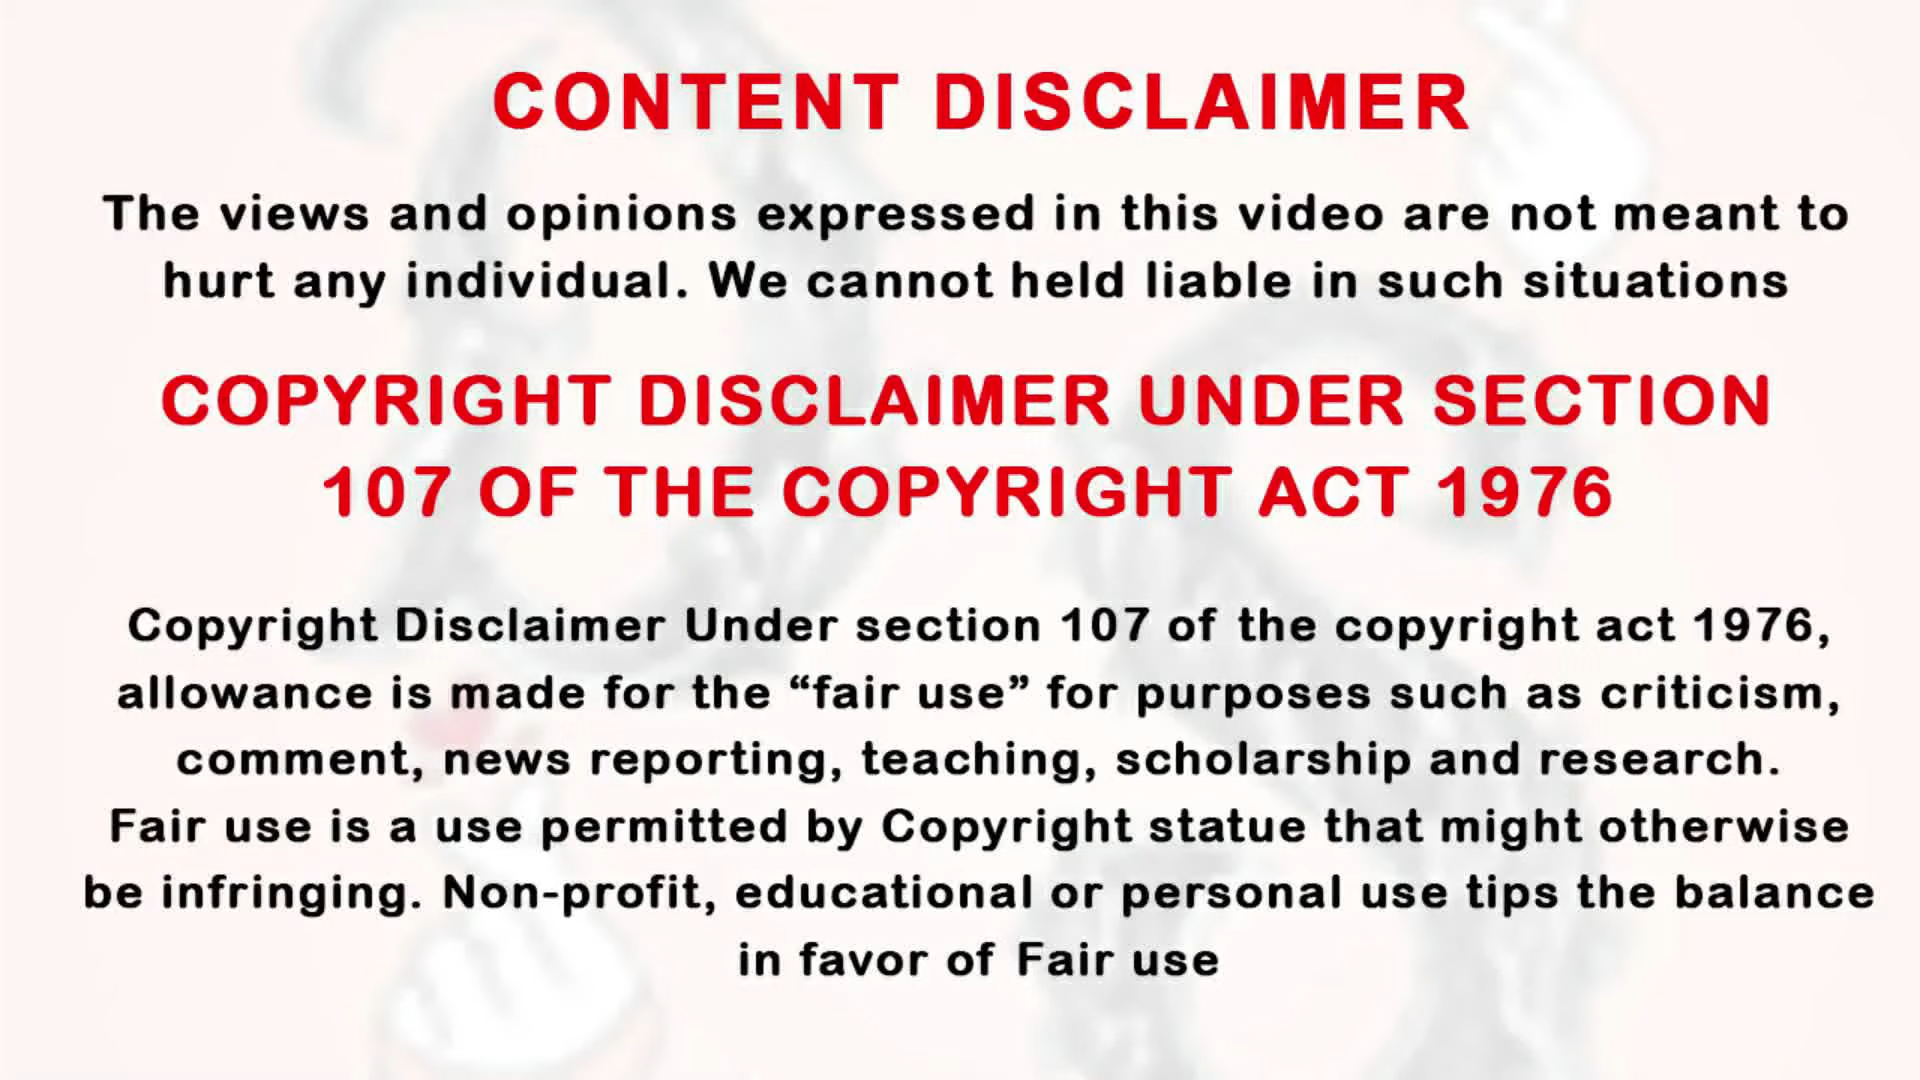 CONTENT DISCLAIMER
The views and opinions expressed in this video are not meant to
hurt any individual. We cannot held liable in such situations
COPYRIGHT DISCLAIMER UNDER SECTION
107 OF THE COPYRIGHT ACT 1976
Copyright Disclaimer Under section 107 of the copyright act 1976,
allowance is made for the “fair use” for purposes such as criticism,
comment, news reporting, teaching, scholarship and research.
Fair use is a use permitted by Copyright statue that might otherwise
be infringing. Non-profit, educational or personal use tips the balance
in favor of Fair use